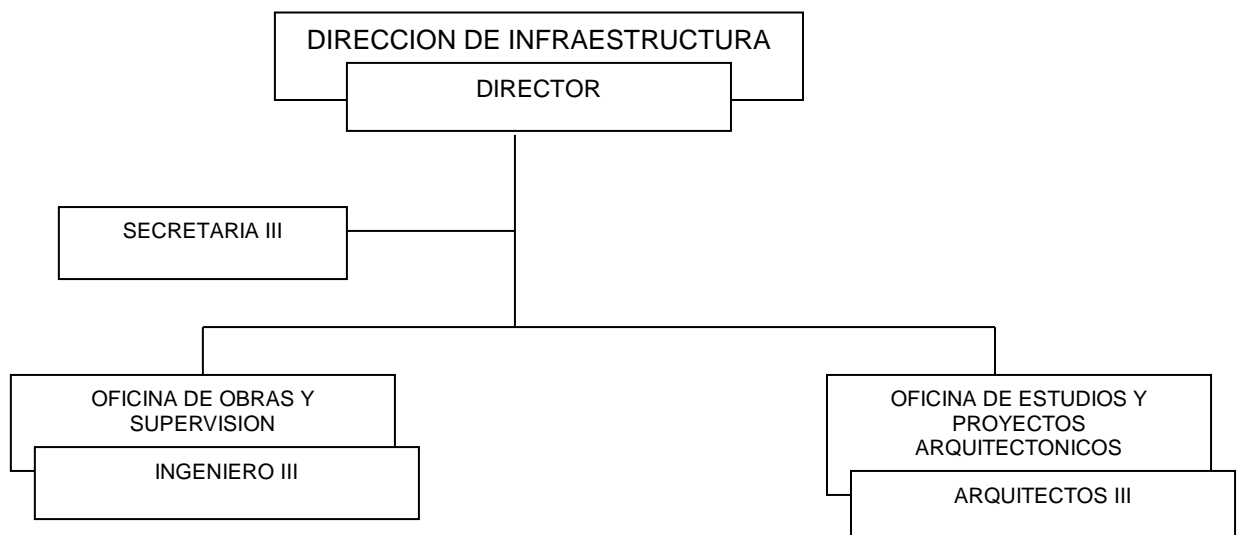 DIRECCION DE INFRAESTRUCTURA
DIRECTOR
SECRETARIA III
OFICINA DE OBRAS Y
SUPERVISION
INGENIERO III
OFICINA DE ESTUDIOS Y
PROYECTOS
ARQUITECTONICOS
ARQUITECTOS III